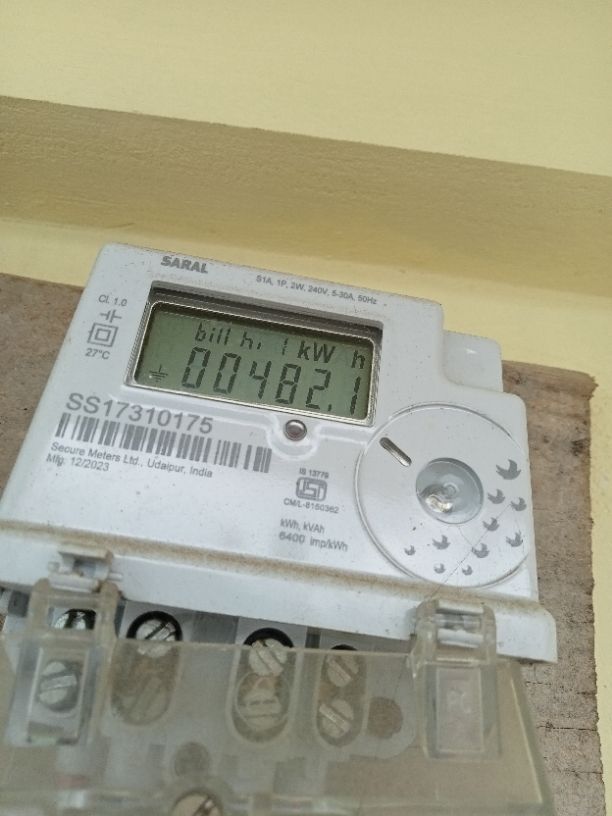 SARAL
S1A, 1P, 2W, 240V, 5-30A, 50Hz
Cl. 1.0
27°C
bill hi 1 kW h
00482.1
SS17310175
Secure Meters Ltd., Udaipur, India
Mfg: 12/2023
IS 13779
CM/L-8150362
kWh, kVAh
6400 imp/kWh